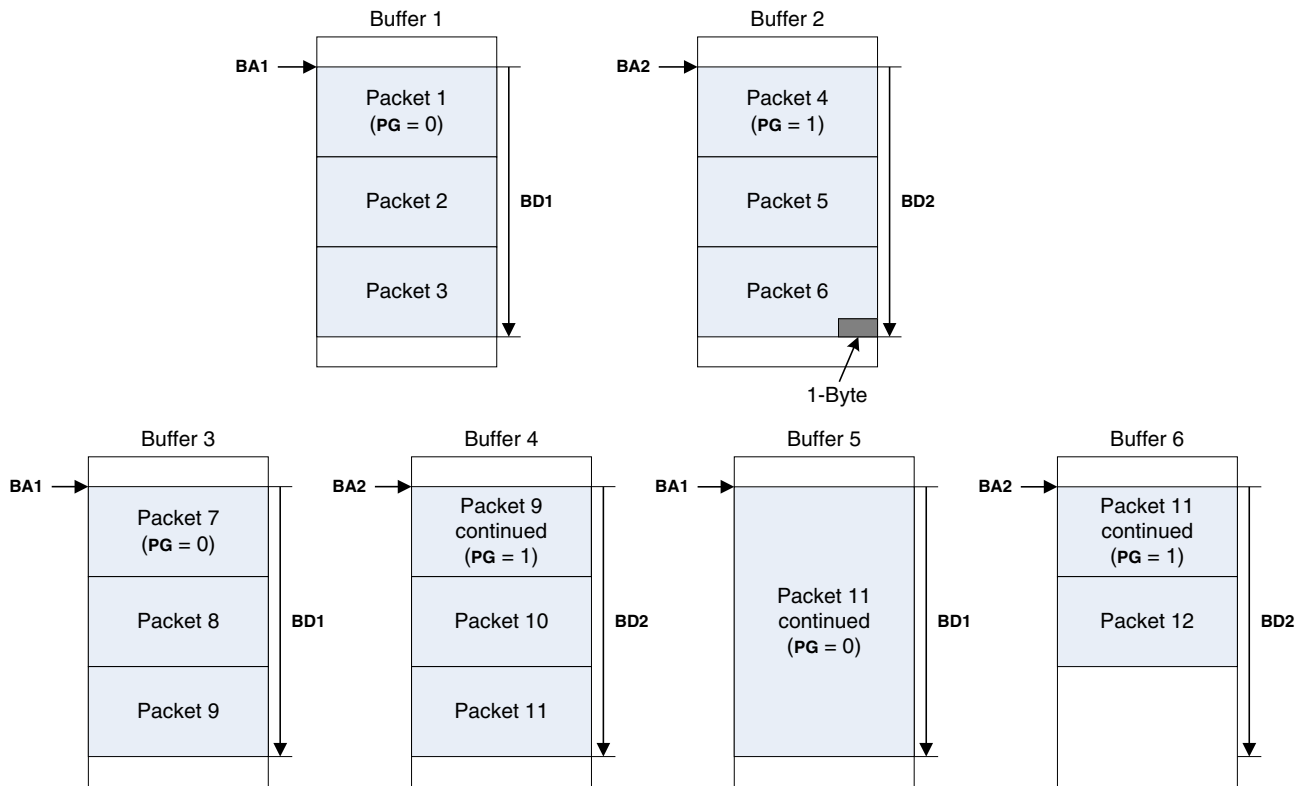 Buffer 1
BA1
Packet 1
(PG = 0)
Packet 2
BD1
Packet 3
Buffer 2
BA2
Packet 4
(PG = 1)
Packet 5
BD2
Packet 6
1-Byte
Buffer 3
BA1
Packet 7
(PG = 0)
Packet 8
BD1
Packet 9
Buffer 4
BA2
Packet 9
continued
(PG = 1)
Packet 10
BD2
Packet 11
Buffer 5
BA1
Packet 11
continued
(PG = 0)
BD1
Buffer 6
BA2
Packet 11
continued
(PG = 1)
Packet 12
BD2